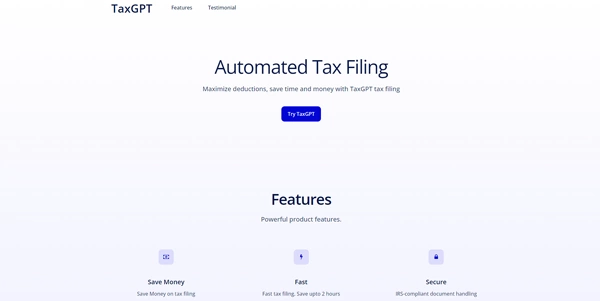 TaxGPT Features Testimonial
Automated Tax Filing
Maximize deductions, save time and money with TaxGPT tax filing
Try TaxGPT
Features
Powerful product features.
Save Money Fast Secure
Save Money on tax filing Fast tax filing. Save upto 2 hours IRS-compliant document handling